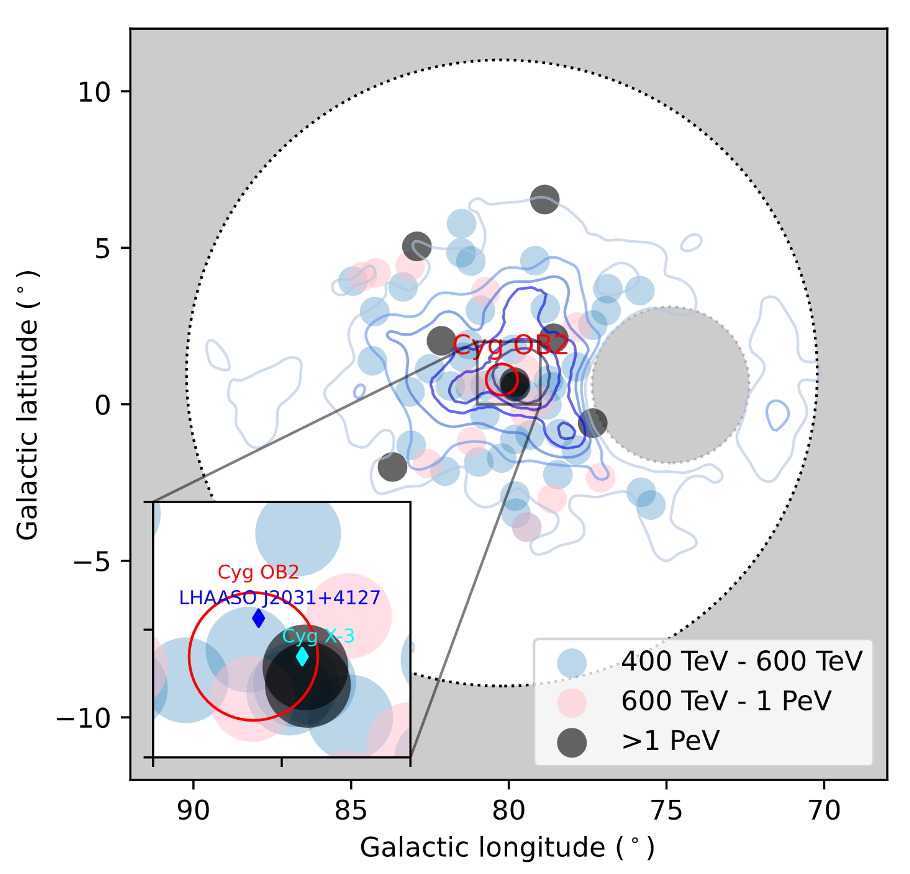 10
5
0
−5
−10
Galactic latitude (°)
Cyg OB2
Cyg OB2
LHAASO J2031+4127
Cyg X-3
400 TeV - 600 TeV
600 TeV - 1 PeV
>1 PeV
90
85
80
75
70
Galactic longitude (°)